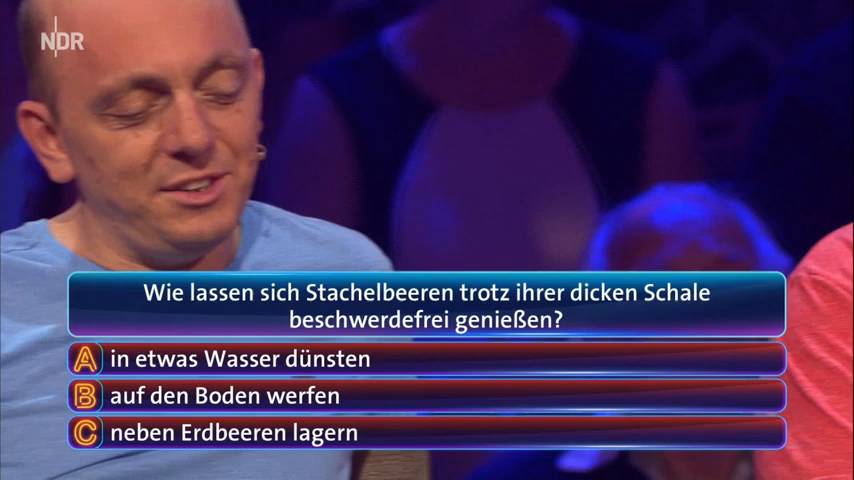 NDR
Wie lassen sich Stachelbeeren trotz ihrer dicken Schale
beschwerdefrei genießen?
A in etwas Wasser dünsten
B auf den Boden werfen
C neben Erdbeeren lagern